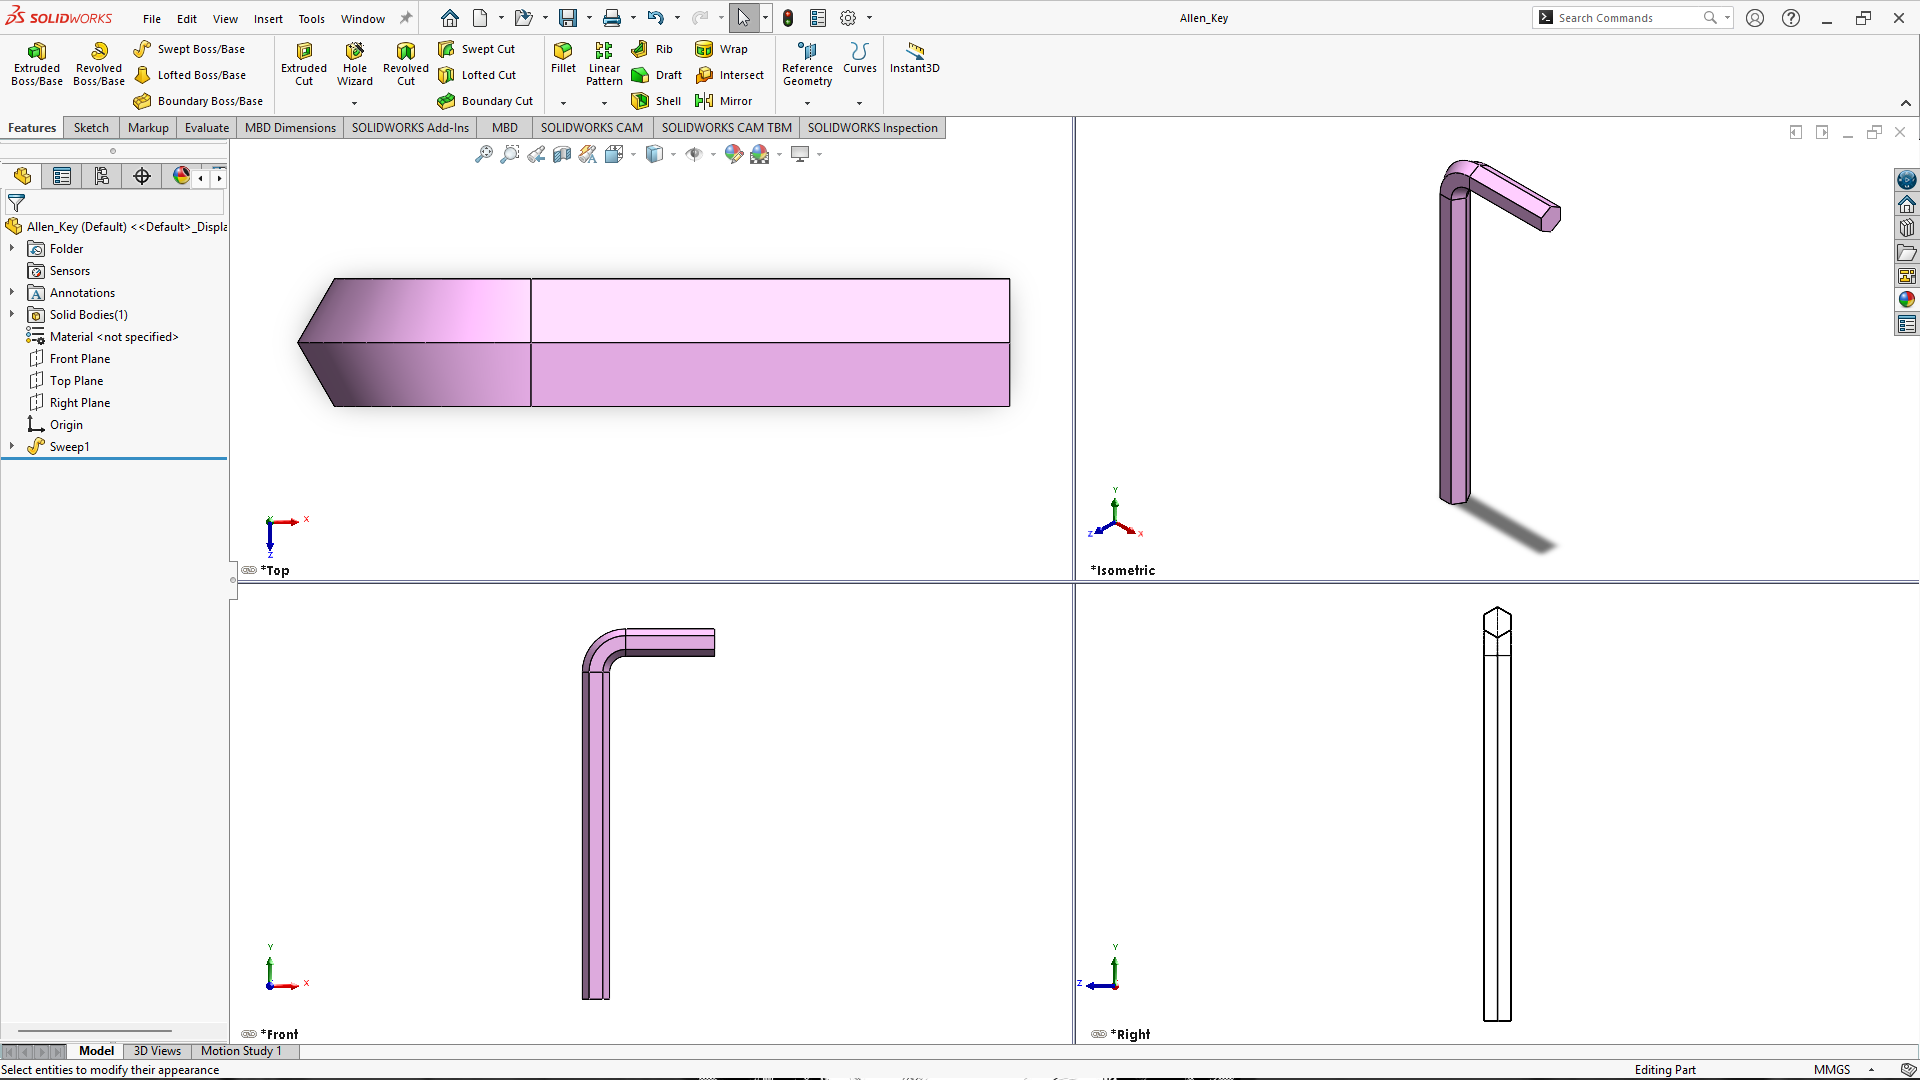 SOLIDWORKS File Edit View Insert Tools Window Allen_Key Search Commands
Extruded Boss/Base
Revolved Boss/Base
Swept Boss/Base
Lofted Boss/Base
Boundary Boss/Base
Extruded Cut
Hole Wizard
Revolved Cut
Swept Cut
Lofted Cut
Boundary Cut
Fillet
Linear Pattern
Rib
Draft
Shell
Wrap
Intersect
Mirror
Reference Geometry
Curves
Instant3D
Features Sketch Markup Evaluate MBD Dimensions SOLIDWORKS Add-Ins MBD SOLIDWORKS CAM SOLIDWORKS CAM TBM SOLIDWORKS Inspection
Allen_Key (Default) <<Default>_Displa
Folder
Sensors
Annotations
Solid Bodies(1)
Material <not specified>
Front Plane
Top Plane
Right Plane
Origin
Sweep1
Y X
Z
*Top
Y
Z X
*Isometric
Y
X
*Front
Y
Z
*Right
Model 3D Views Motion Study 1
Select entities to modify their appearance Editing Part MMGS